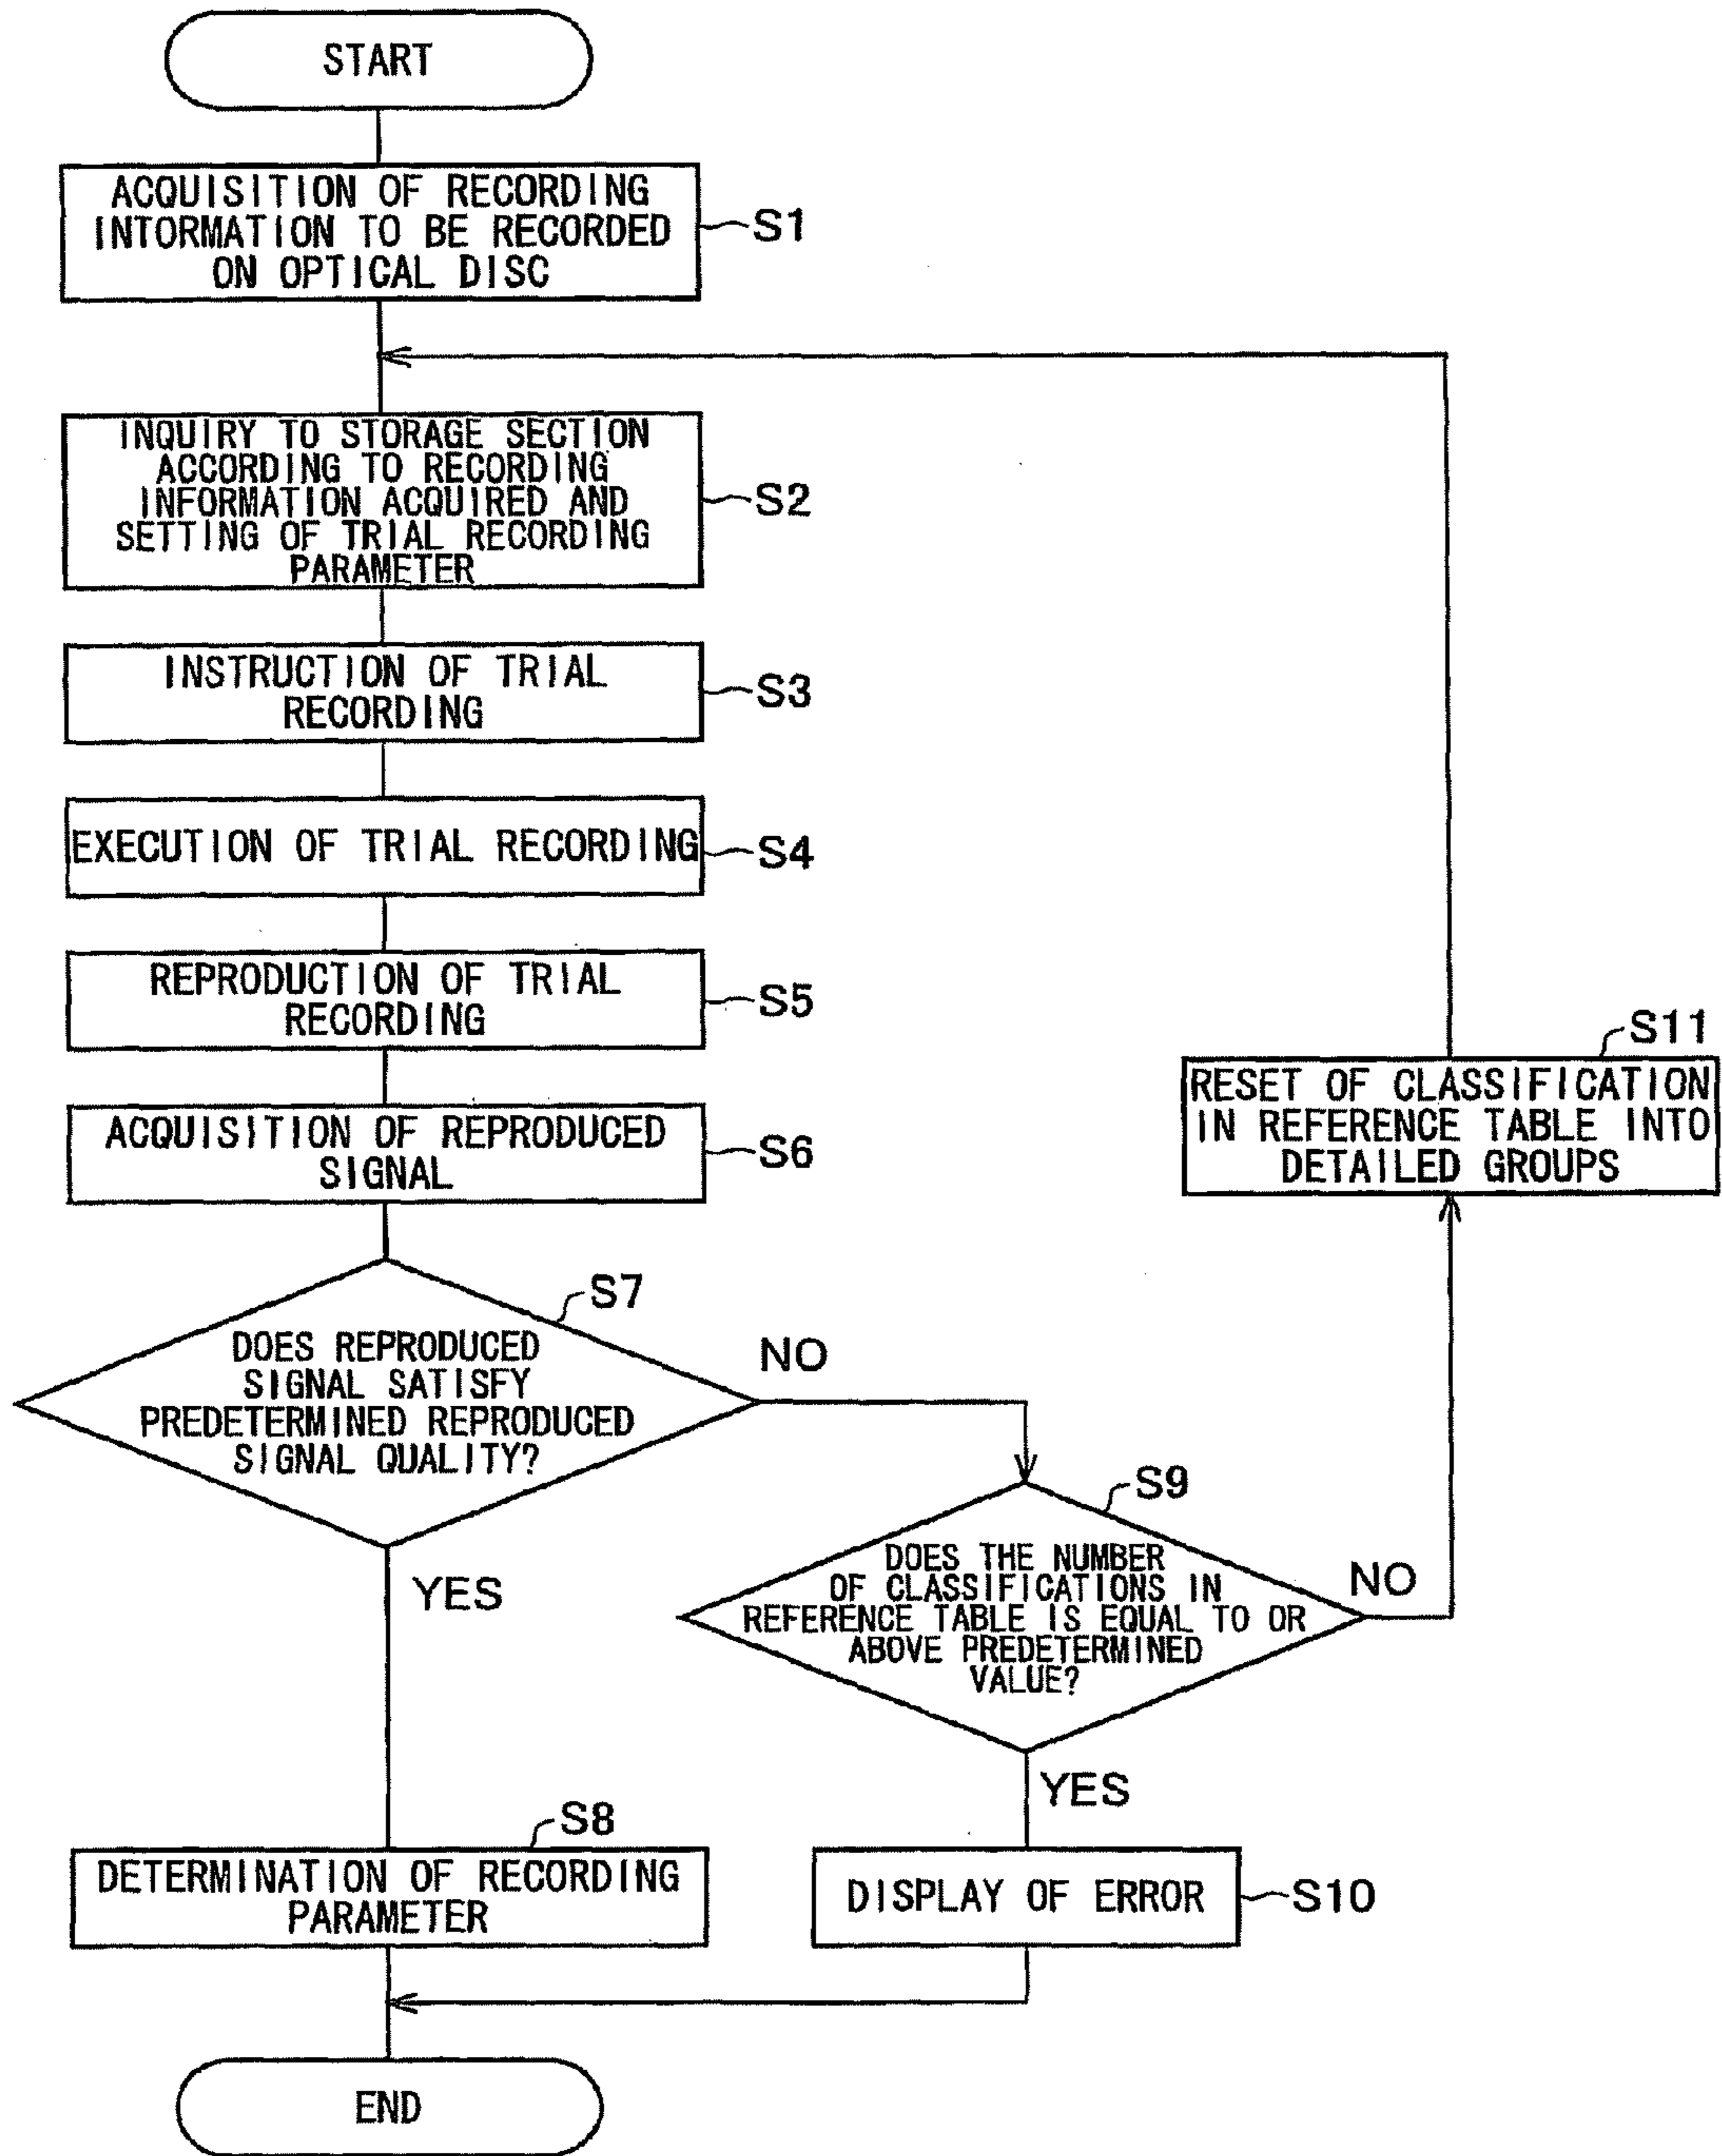 START
ACQUISITION OF RECORDING
INTORMATION TO BE RECORDED
ON OPTICAL DISC
S1
INQUIRY TO STORAGE SECTION
ACCORDING TO RECORDING
INFORMATION ACQUIRED AND
SETTING OF TRIAL RECORDING
PARAMETER
S2
INSTRUCTION OF TRIAL
RECORDING
S3
EXECUTION OF TRIAL RECORDING
S4
REPRODUCTION OF TRIAL
RECORDING
S5
ACQUISITION OF REPRODUCED
SIGNAL
S6
S7
DOES REPRODUCED
SIGNAL SATISFY
PREDETERMINED REPRODUCED
SIGNAL QUALITY?
NO
YES
S9
DOES THE NUMBER
OF CLASSIFICATIONS IN
REFERENCE TABLE IS EQUAL TO OR
ABOVE PREDETERMINED
VALUE?
NO
YES
S11
RESET OF CLASSIFICATION
IN REFERENCE TABLE INTO
DETAILED GROUPS
S8
DETERMINATION OF RECORDING
PARAMETER
DISPLAY OF ERROR
S10
END